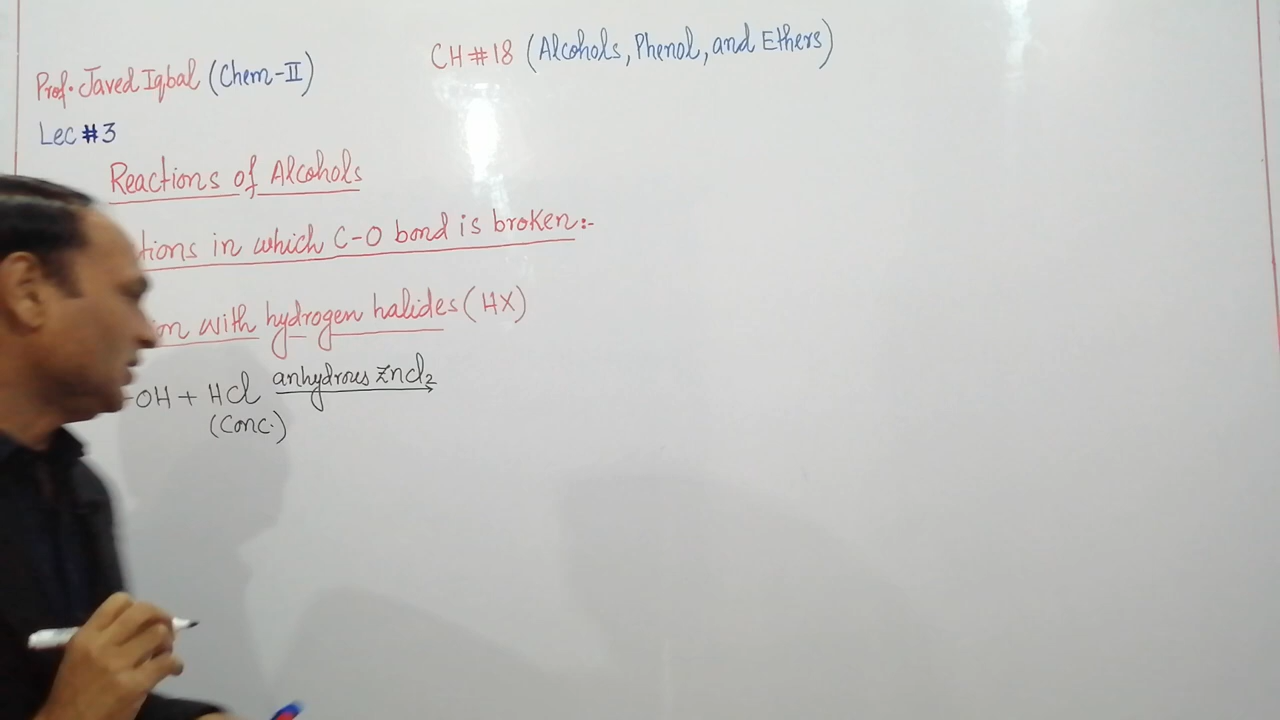 CH#18 (Alcohols, Phenol, and Ethers)
Prof. Javed Iqbal (Chem-II)
Lec #3
Reactions of Alcohols
tions in which C-O bond is broken:-
on with hydrogen halides (HX)
-OH + HCl anhydrous ZnCl2
(Conc.)